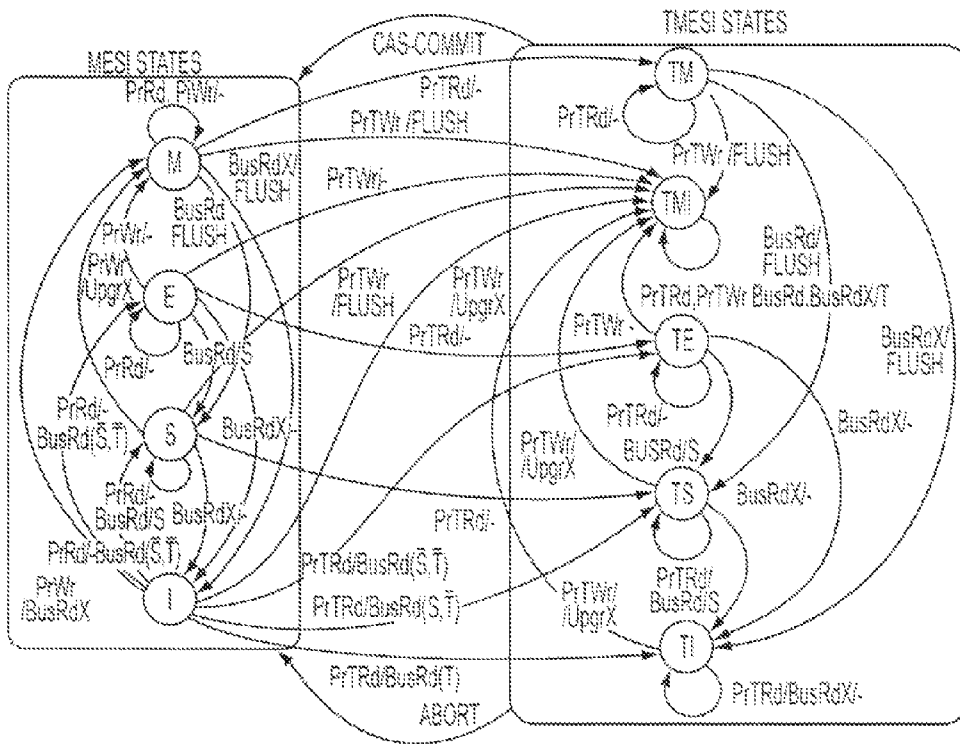 TMESI STATES
CAS-COMMIT
MESI STATES
PrRd, PrWr/-
TM
PrTRd/-
PrTRd/-
PrTWr /FLUSH
M
BusRdX/
FLUSH
PrTWr /FLUSH
PrTWr/-
TMI
BusRd
FLUSH
PrWr/-
PrWr
/UpgrX
BusRd/
FLUSH
E
PrTWr
/FLUSH
PrTWr
/UpgrX
PrTRd,PrTWr BusRd,BusRdX/T
PrTWr -
TE
PrTRd/-
BusRdX/
FLUSH
BusRd/S
PrRd/-
PrRd/-
BusRd(S̄,T̄)
PrTRd/-
BUSRd/S
BusRdX/-
S
BusRdX/-
PrTWr/
/UpgrX
TS
BusRdX/-
PrRd/-
BusRd/S
BusRdX/-
PrTRd/-
PrRd/-BusRd(S̄,T̄)
PrTRd/BusRd(S̄,T̄)
PrTRd/
BusRd/S
PrWr
/BusRdX
I
PrTRd/BusRd(S,T̄)
PrTWr/
/UpgrX
TI
PrTRd/BusRd(T)
PrTRd/BusRdX/-
ABORT